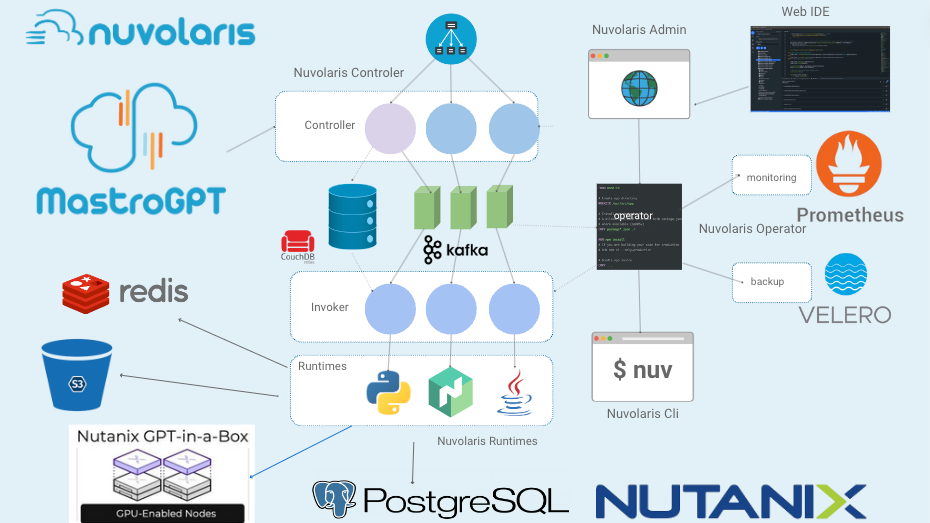 nuvolaris
Web IDE
Nuvolaris Admin
Nuvolaris Controler
Controller
MastroGPT
monitoring
Prometheus
operator
Nuvolaris Operator
CouchDB
kafka
redis
Invoker
backup
VELERO
Runtimes
S3
$ nuv
Nuvolaris Cli
Nutanix GPT-in-a-Box
GPU-Enabled Nodes
Nuvolaris Runtimes
PostgreSQL
NUTANIX